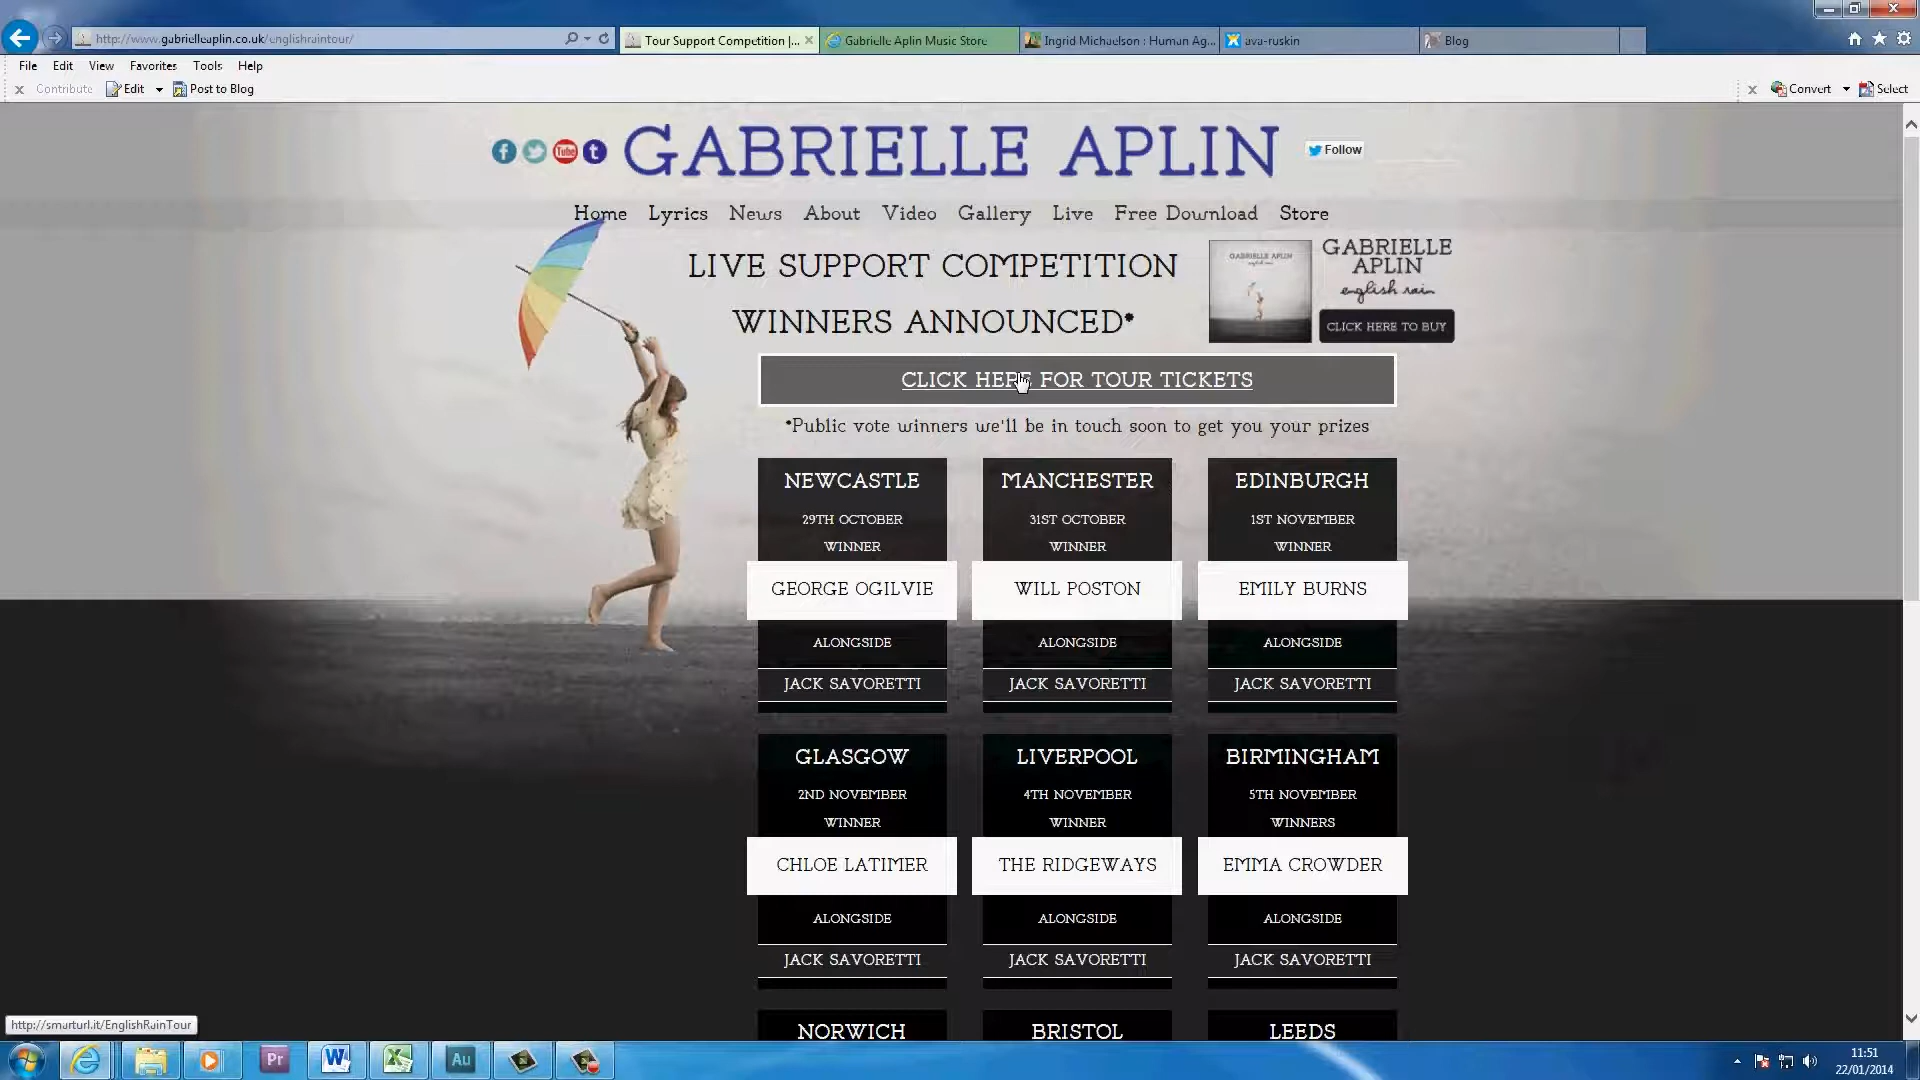 http://www.gabrielleaplin.co.uk/englishraintour/
Tour Support Competition |...
Gabrielle Aplin Music Store
Ingrid Michaelson : Human Ag...
ava-ruskin
Blog
File Edit View Favorites Tools Help
x Contribute Edit Post to Blog
x Convert Select
f Tube t GABRIELLE APLIN Follow
Home Lyrics News About Video Gallery Live Free Download Store
LIVE SUPPORT COMPETITION
WINNERS ANNOUNCED*
GABRIELLE APLIN
english rain
GABRIELLE
APLIN
english rain
CLICK HERE TO BUY
CLICK HERE FOR TOUR TICKETS
*Public vote winners we'll be in touch soon to get you your prizes
NEWCASTLE
29TH OCTOBER
WINNER
GEORGE OGILVIE
ALONGSIDE
JACK SAVORETTI
MANCHESTER
31ST OCTOBER
WINNER
WILL POSTON
ALONGSIDE
JACK SAVORETTI
EDINBURGH
1ST NOVEMBER
WINNER
EMILY BURNS
ALONGSIDE
JACK SAVORETTI
GLASGOW
2ND NOVEMBER
WINNER
CHLOE LATIMER
ALONGSIDE
JACK SAVORETTI
LIVERPOOL
4TH NOVEMBER
WINNER
THE RIDGEWAYS
ALONGSIDE
JACK SAVORETTI
BIRMINGHAM
5TH NOVEMBER
WINNERS
EMMA CROWDER
ALONGSIDE
JACK SAVORETTI
NORWICH
BRISTOL
LEEDS
http://smarturl.it/EnglishRainTour
Pr
W
X
Au
11:51
22/01/2014